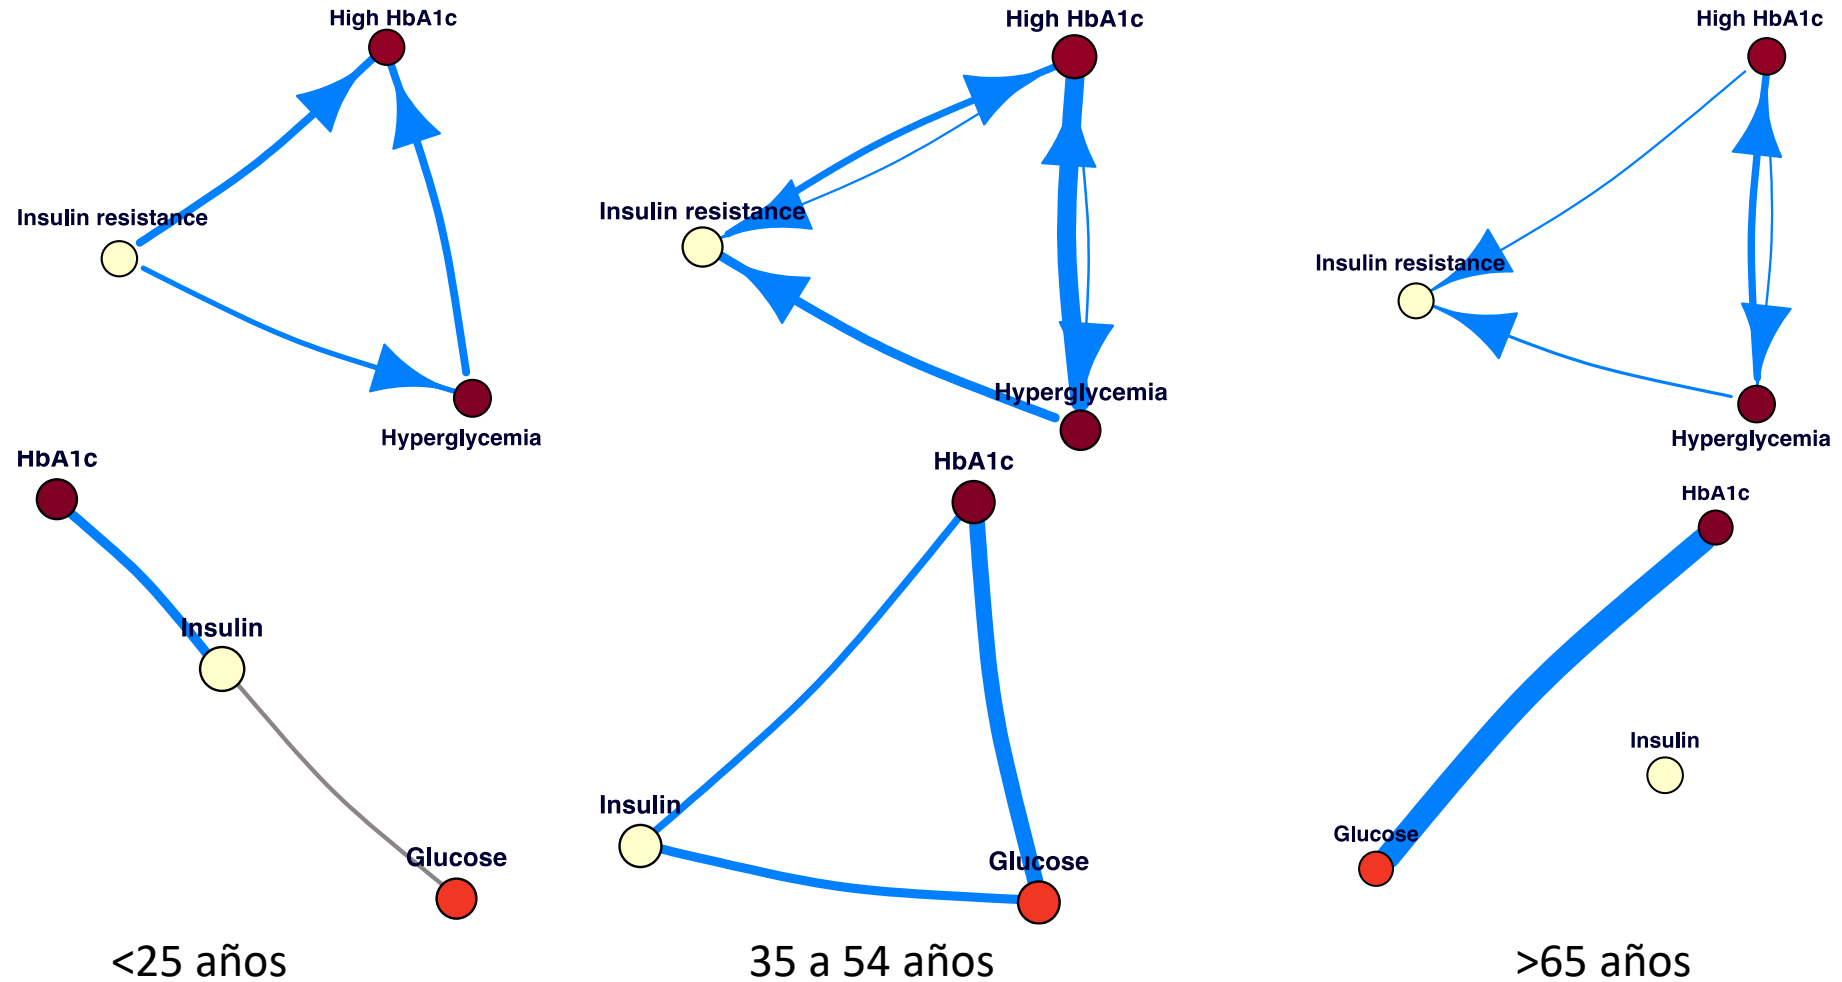 High HbA1c
Insulin resistance
Hyperglycemia
High HbA1c
Insulin resistance
Hyperglycemia
High HbA1c
Insulin resistance
Hyperglycemia
HbA1c
Insulin
Glucose
HbA1c
Insulin
Glucose
HbA1c
Insulin
Glucose
<25 años
35 a 54 años
>65 años